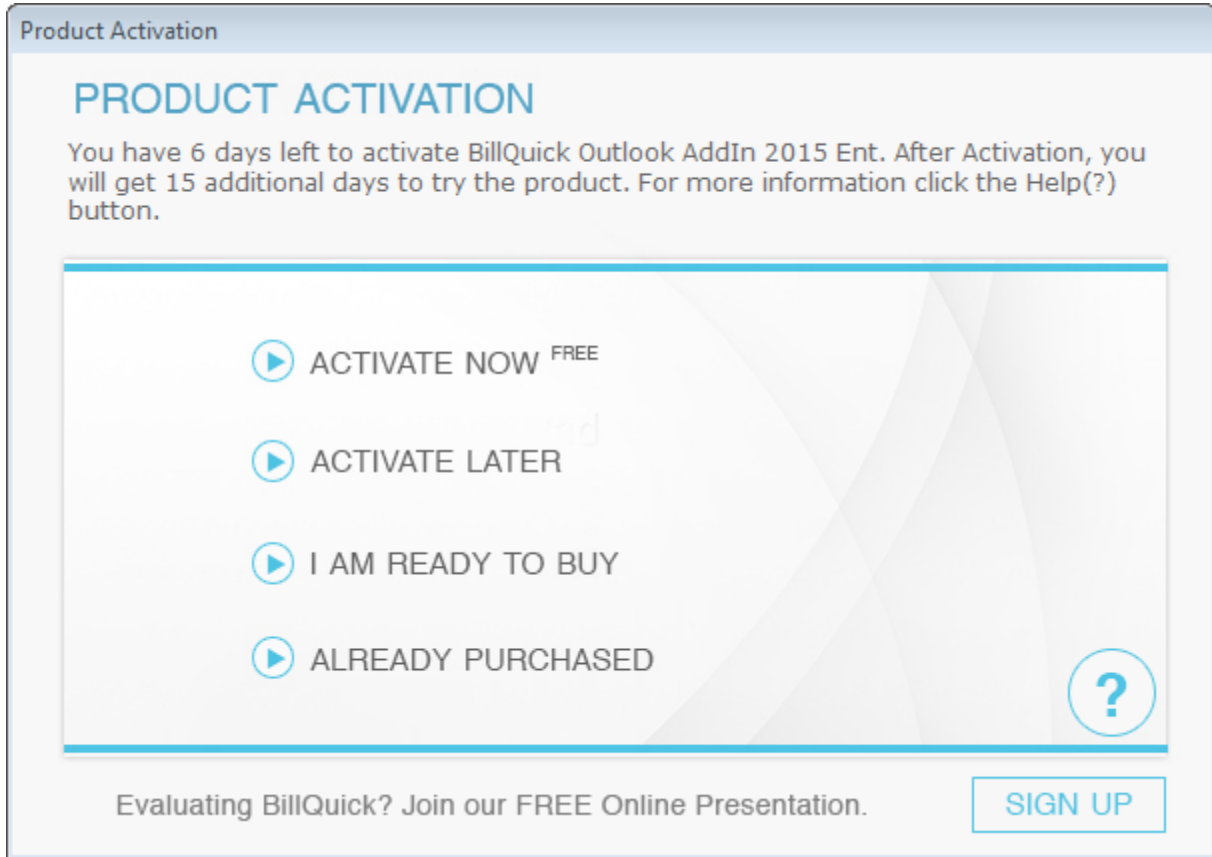 Product Activation
PRODUCT ACTIVATION
You have 6 days left to activate BillQuick Outlook AddIn 2015 Ent. After Activation, you
will get 15 additional days to try the product. For more information click the Help(?)
button.
ACTIVATE NOW FREE
ACTIVATE LATER
I AM READY TO BUY
ALREADY PURCHASED
?
Evaluating BillQuick? Join our FREE Online Presentation.
SIGN UP